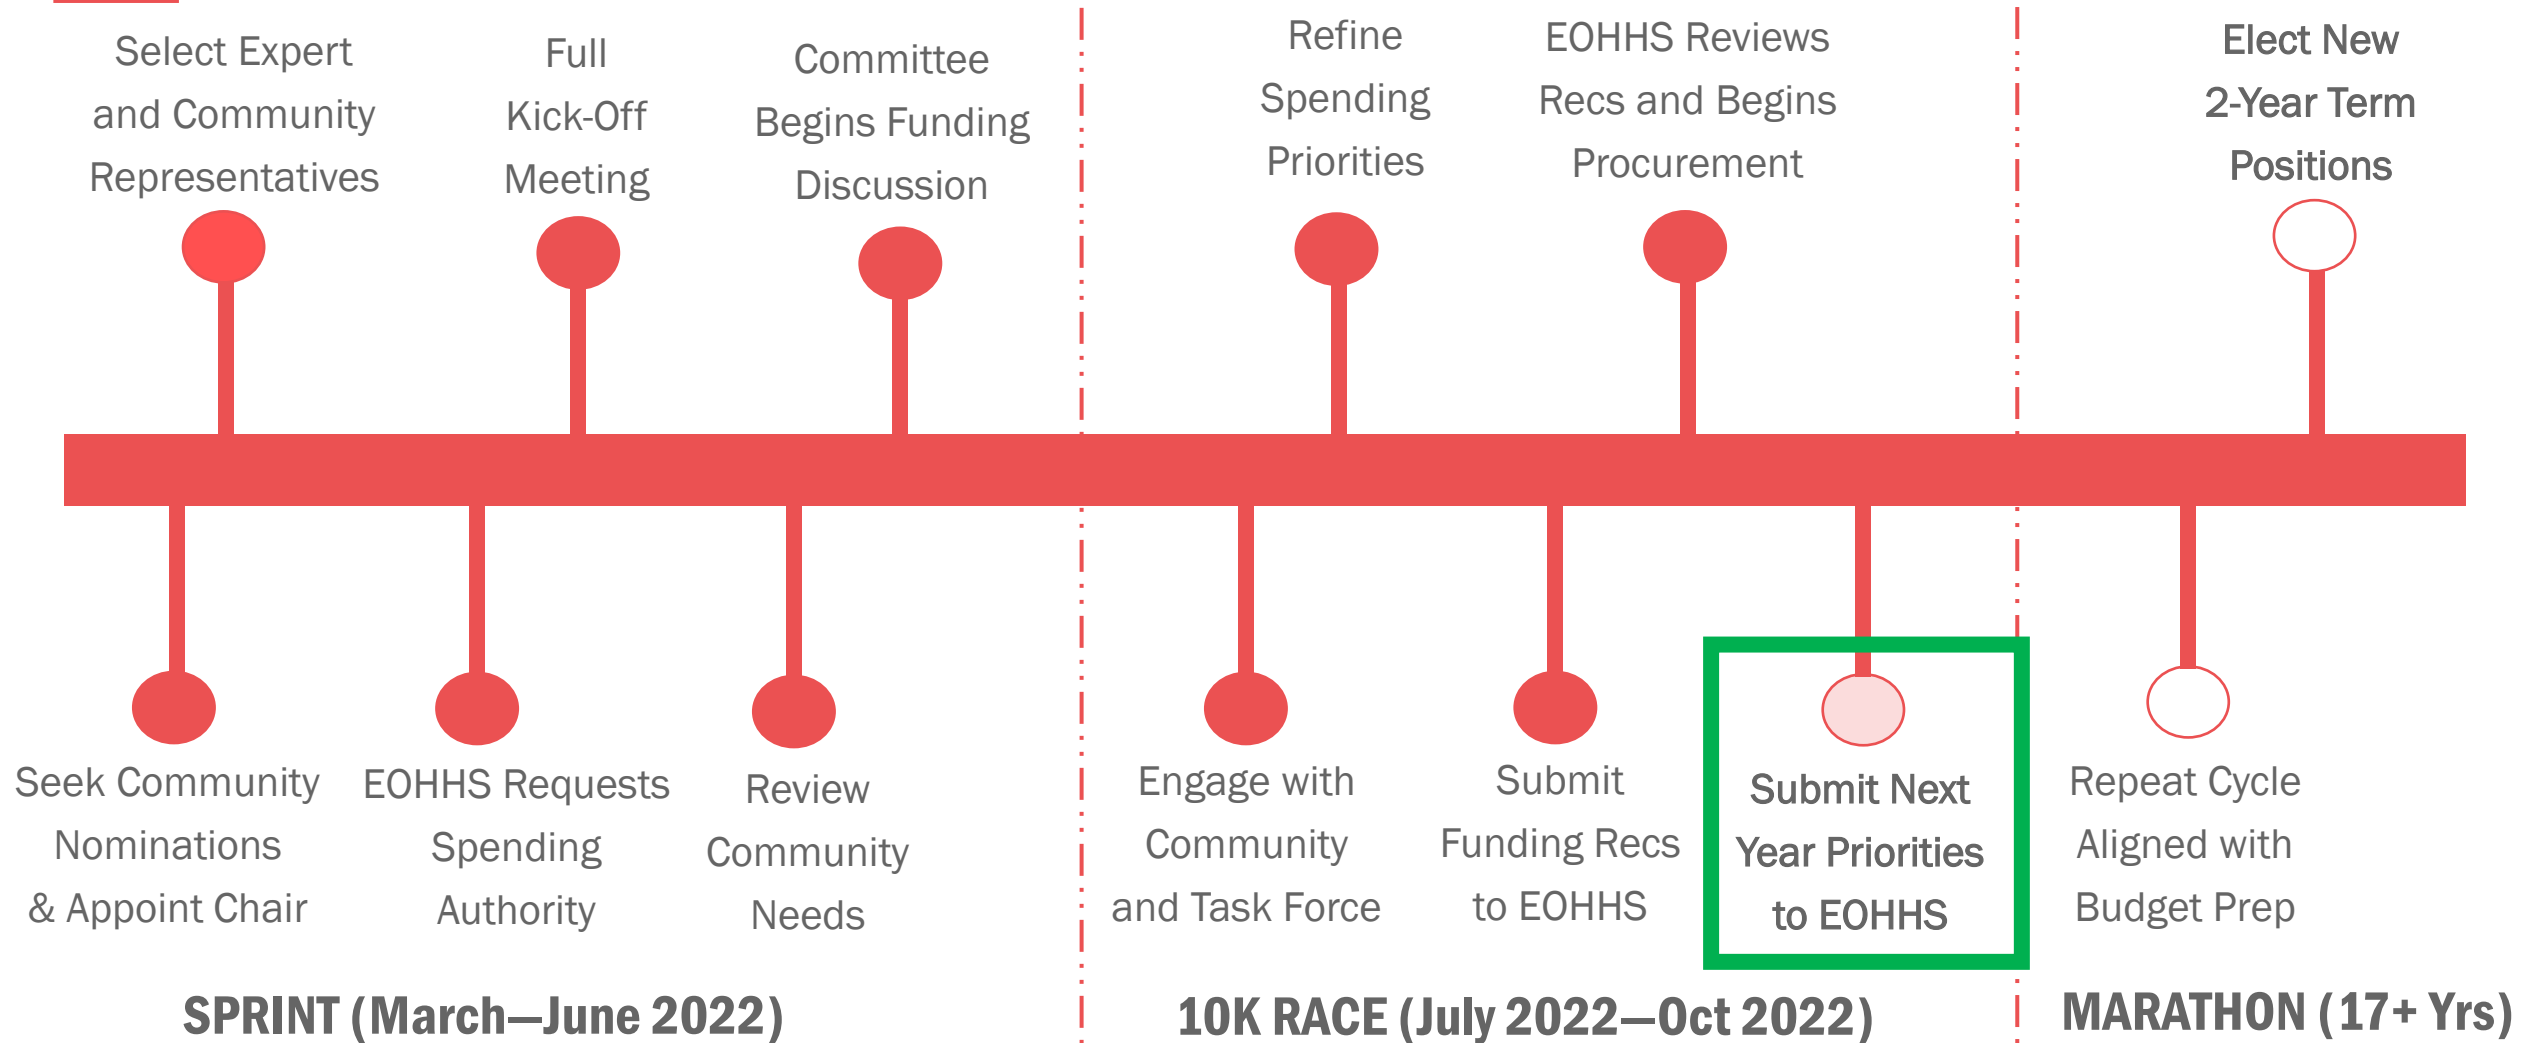 Select Expert
and Community
Representatives
Full
Kick-Off
Meeting
Committee
Begins Funding
Discussion
Refine
Spending
Priorities
EOHHS Reviews
Recs and Begins
Procurement
Elect New
2-Year Term
Positions
Seek Community
Nominations
& Appoint Chair
EOHHS Requests
Spending
Authority
Review
Community
Needs
Engage with
Community
and Task Force
Submit
Funding Recs
to EOHHS
Submit Next
Year Priorities
to EOHHS
Repeat Cycle
Aligned with
Budget Prep
SPRINT (March—June 2022)
10K RACE (July 2022—Oct 2022)
MARATHON (17+ Yrs)